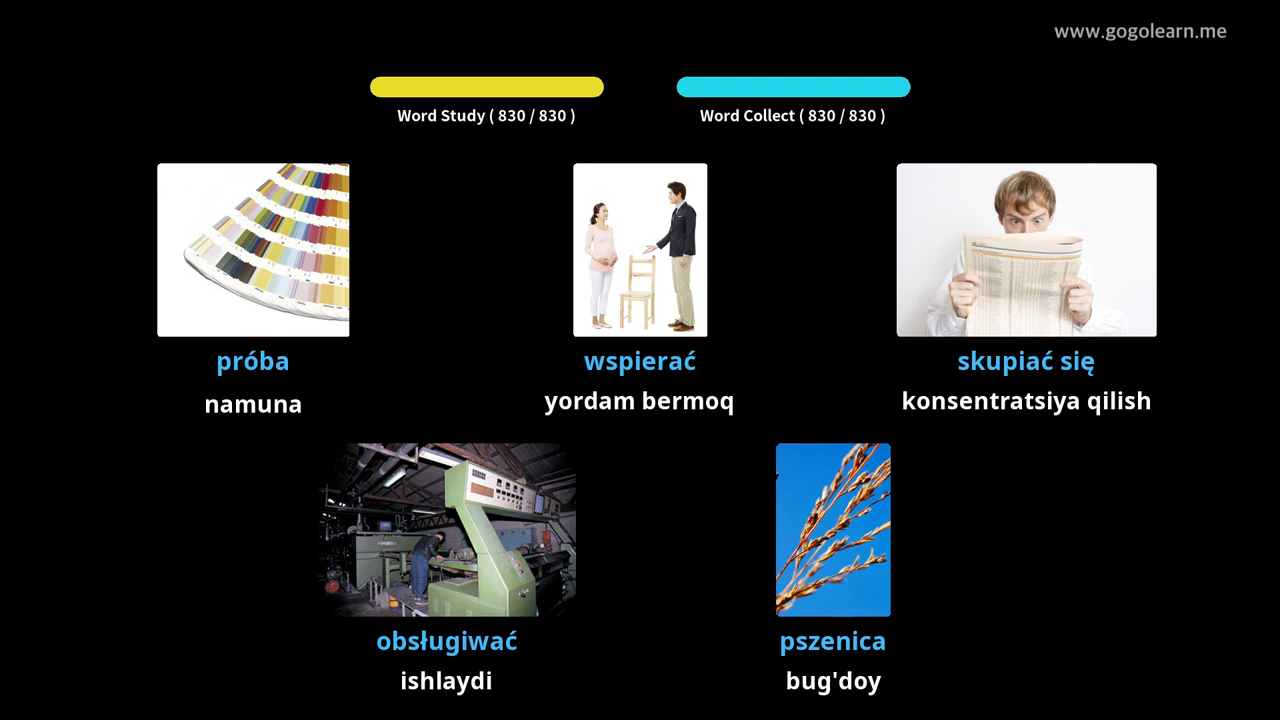 www.gogolearn.me
Word Study ( 830 / 830 )
Word Collect ( 830 / 830 )
próba
wspierać
skupiać się
namuna
yordam bermoq
konsentratsiya qilish
obsługiwać
pszenica
ishlaydi
bug'doy